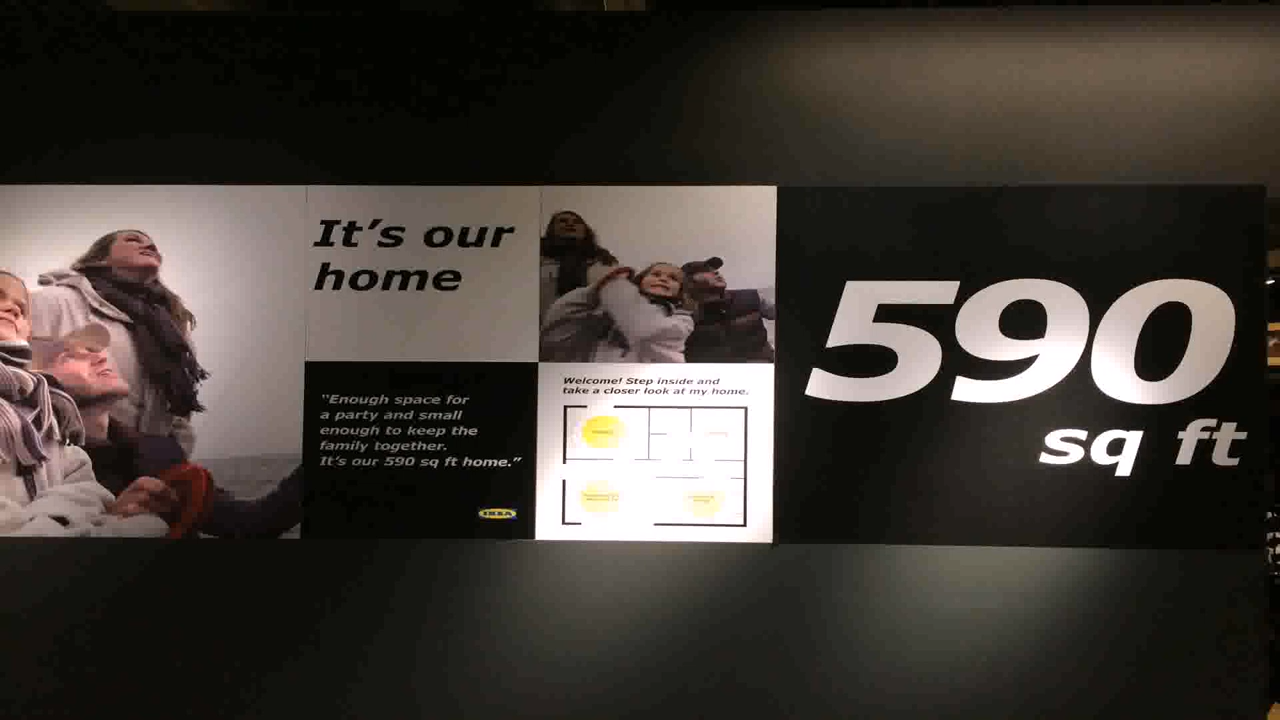 It's our
home
"Enough space for
a party and small
enough to keep the
family together.
It's our 590 sq ft home."
IKEA
Welcome! Step inside and
take a closer look at my home.
590
sq ft